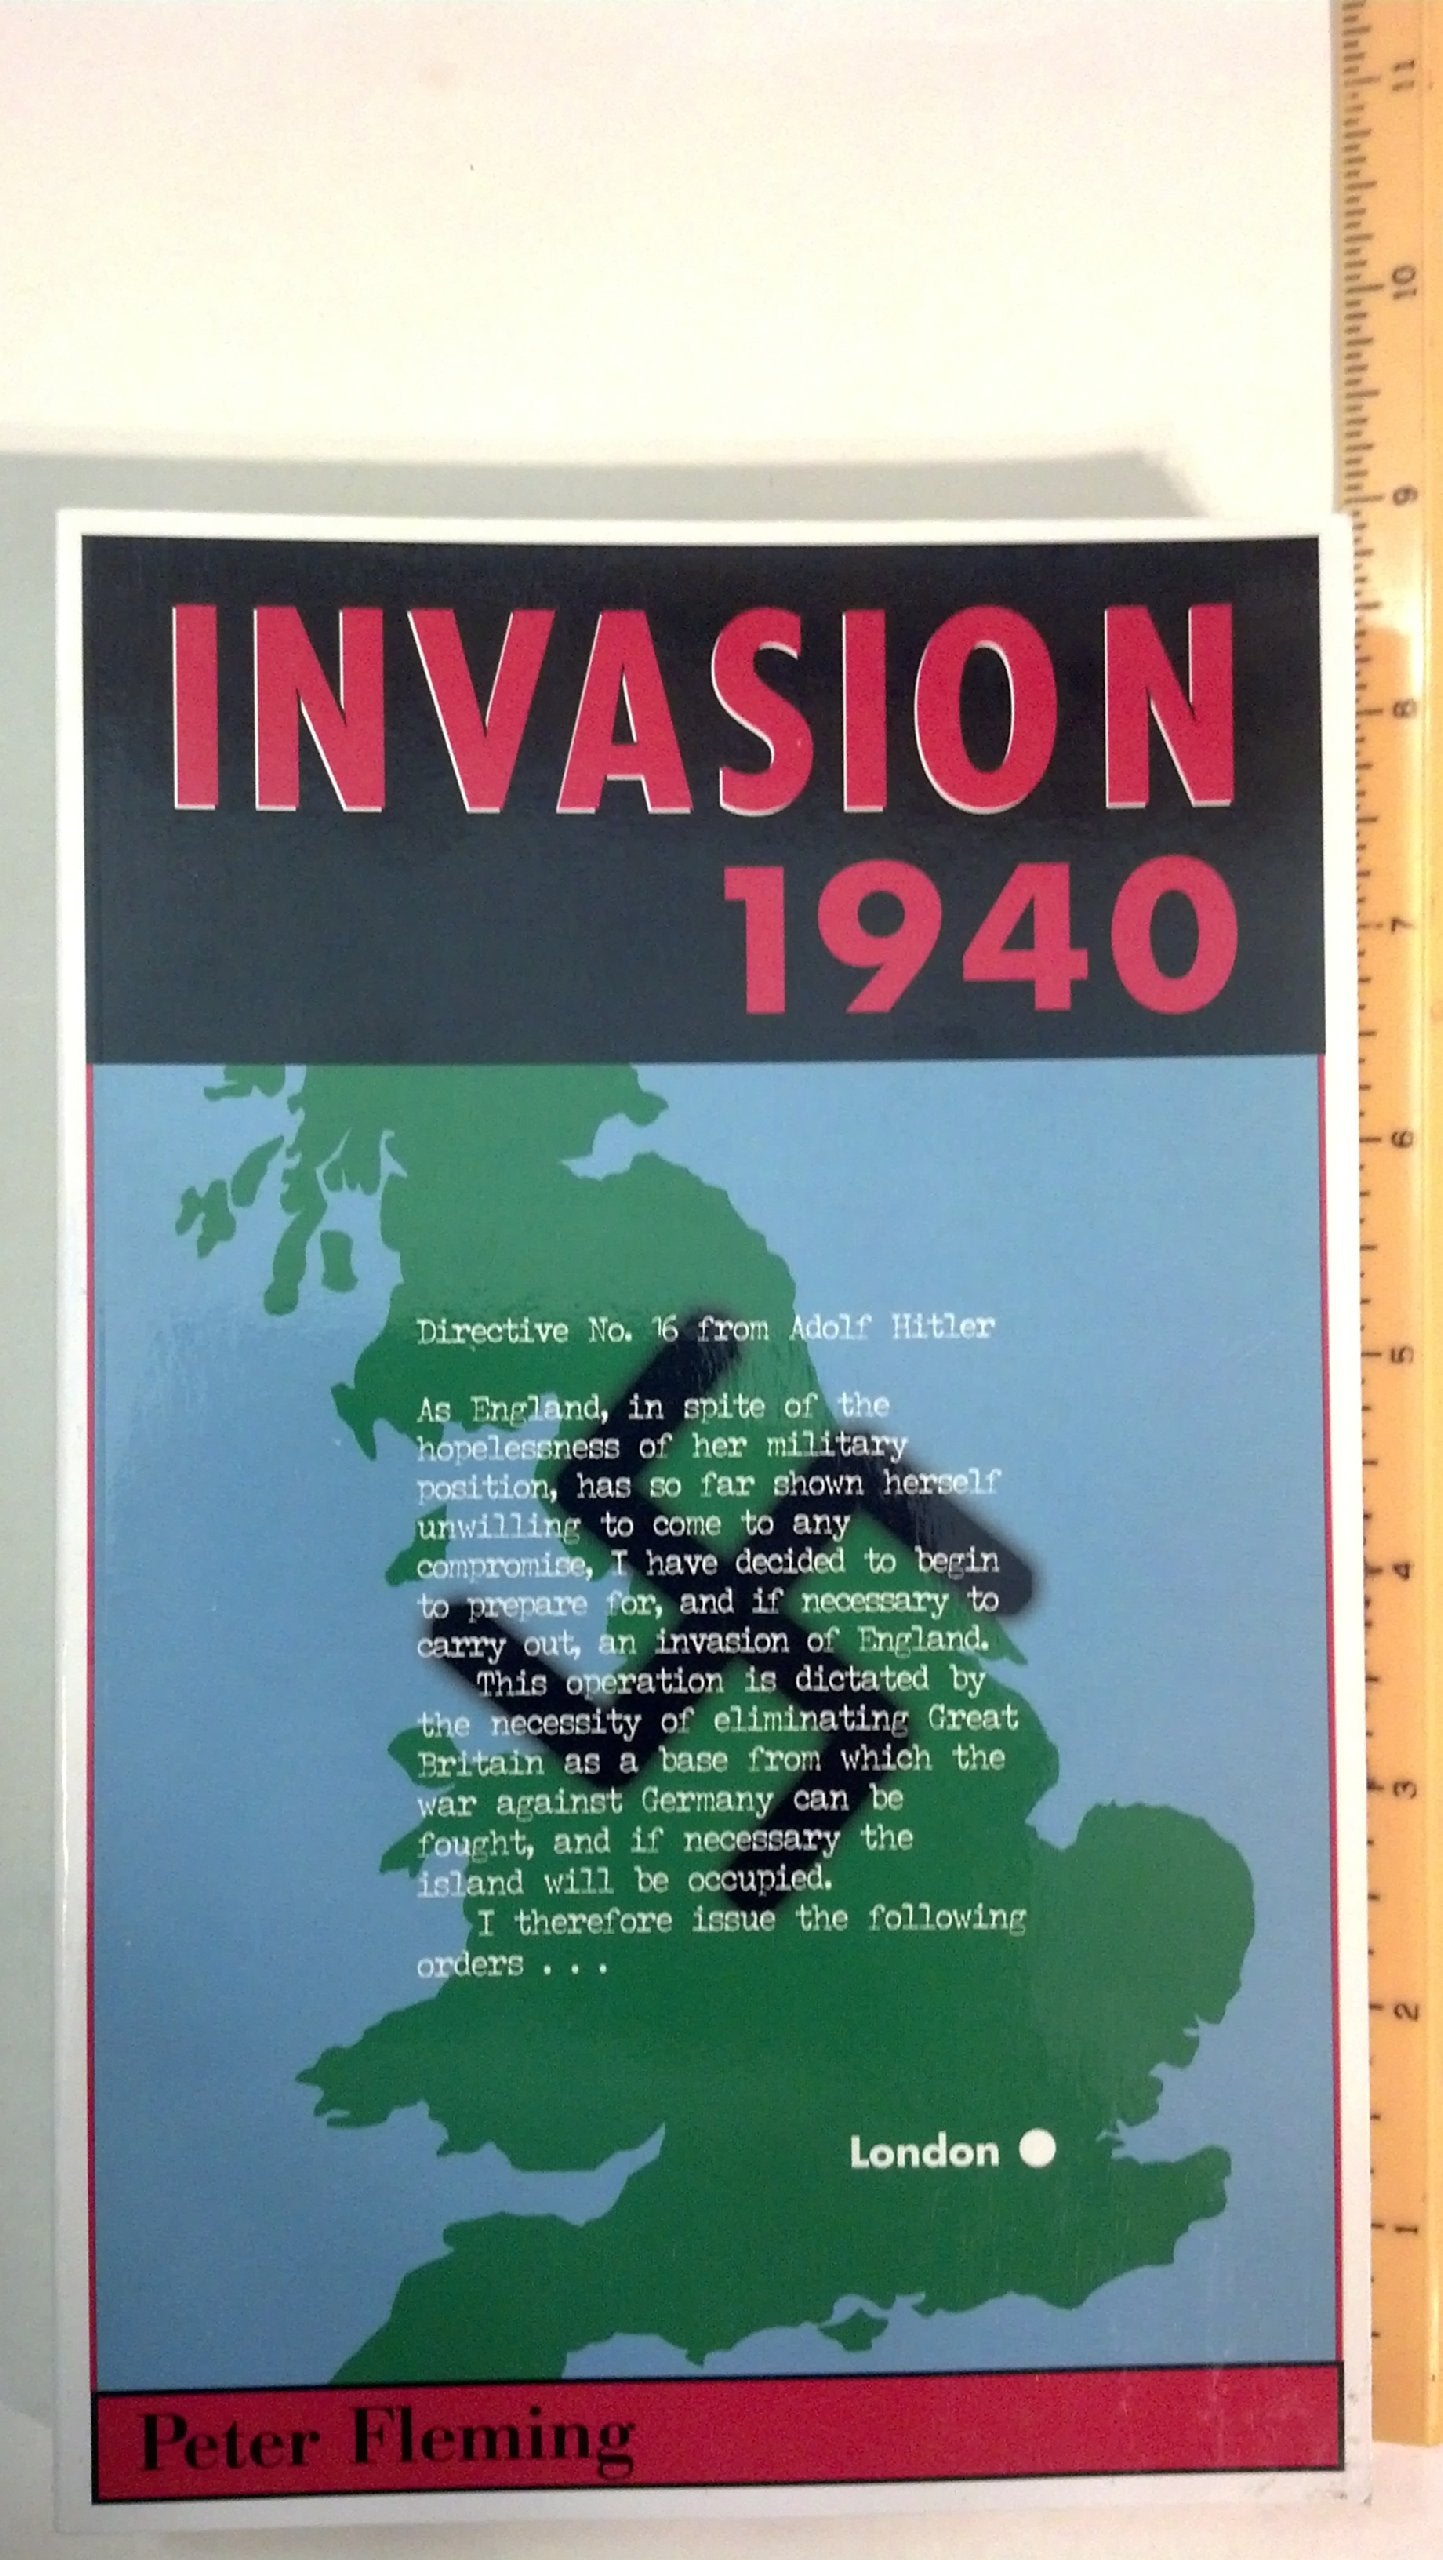 INVASION
1940
Directive No. 16 from Adolf Hitler
As England, in spite of the
hopelessness of her military
position, has so far shown herself
unwilling to come to any
compromise, I have decided to begin
to prepare for, and if necessary to
carry out, an invasion of England.
This operation is dictated by
the necessity of eliminating Great
Britain as a base from which the
war against Germany can be
fought, and if necessary the
island will be occupied.
I therefore issue the following
orders . . .
London
Peter Fleming
11
10
9
8
7
6
5
4
3
2
1